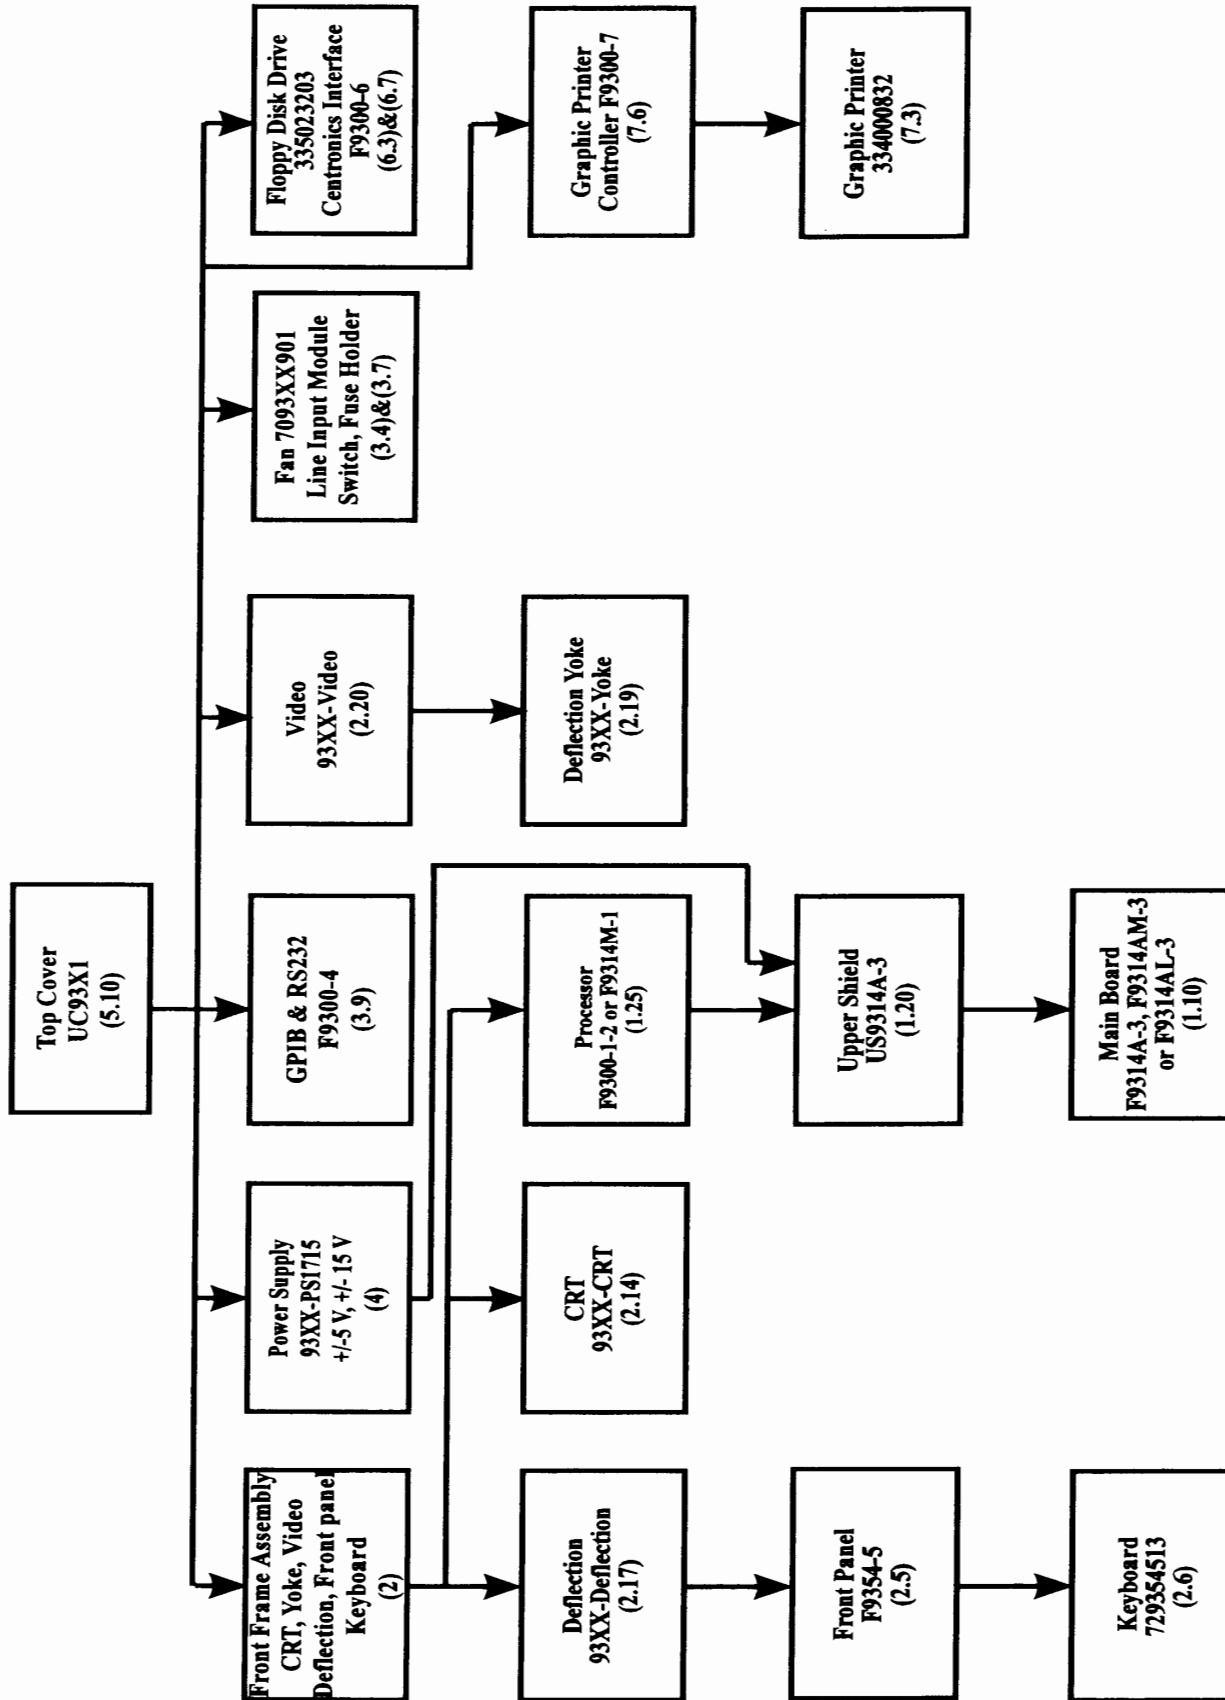 Top Cover
UC93X1
(5.10)
Front Frame Assembly
CRT, Yoke, Video
Deflection, Front panel
Keyboard
(2)
Power Supply
93XX-PS1715
+/-5 V, +/- 15 V
(4)
GPIB & RS232
F9300-4
(3.9)
Video
93XX-Video
(2.20)
Fan 7093XX901
Line Input Module
Switch, Fuse Holder
(3.4)&(3.7)
Floppy Disk Drive
335023203
Centronics Interface
F9300-6
(6.3)&(6.7)
Deflection
93XX-Deflection
(2.17)
CRT
93XX-CRT
(2.14)
Processor
F9300-1-2 or F9314M-1
(1.25)
Deflection Yoke
93XX-Yoke
(2.19)
Graphic Printer
Controller F9300-7
(7.6)
Front Panel
F9354-5
(2.5)
Upper Shield
US9314A-3
(1.20)
Graphic Printer
334000832
(7.3)
Keyboard
729354513
(2.6)
Main Board
F9314A-3, F9314AM-3
or F9314AL-3
(1.10)